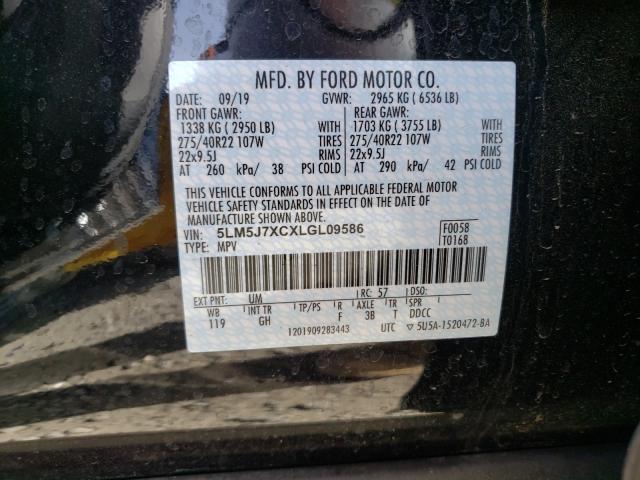 MFD. BY FORD MOTOR CO.
DATE: 09/19 GVWR: 2965 KG ( 6536 LB)
FRONT GAWR: REAR GAWR:
1338 KG ( 2950 LB) WITH 1703 KG ( 3755 LB) WITH
275/40R22 107W TIRES 275/40R22 107W TIRES
22x9.5J RIMS 22x9.5J RIMS
AT 260 kPa/ 38 PSI COLD AT 290 kPa/ 42 PSI COLD
THIS VEHICLE CONFORMS TO ALL APPLICABLE FEDERAL MOTOR
VEHICLE SAFETY STANDARDS IN EFFECT ON THE DATE OF
MANUFACTURE SHOWN ABOVE.
VIN: 5LM5J7XCXLGL09586 F0058
TYPE: MPV T0168
EXT PNT: UM RC: 57 DSO:
WB INT TR TP/PS R AXLE TR SPR
119 GH F 3B T DDCC
1201909283443 UTC 5U5A-1520472-BA